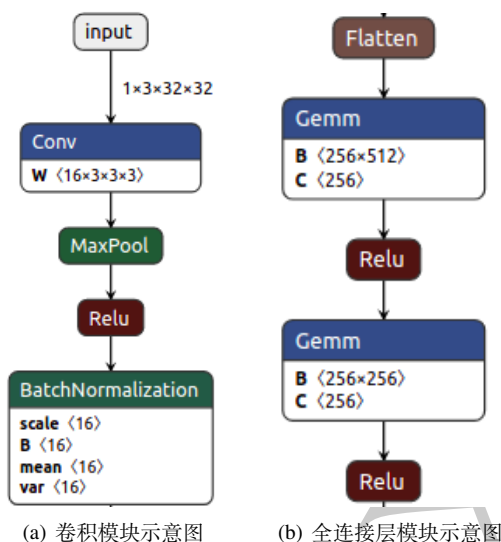 input
1×3×32×32
Conv
W ⟨16×3×3×3⟩
MaxPool
Relu
BatchNormalization
scale ⟨16⟩
B ⟨16⟩
mean ⟨16⟩
var ⟨16⟩
(a) 卷积模块示意图
Flatten
Gemm
B ⟨256×512⟩
C ⟨256⟩
Relu
Gemm
B ⟨256×256⟩
C ⟨256⟩
Relu
(b) 全连接层模块示意图